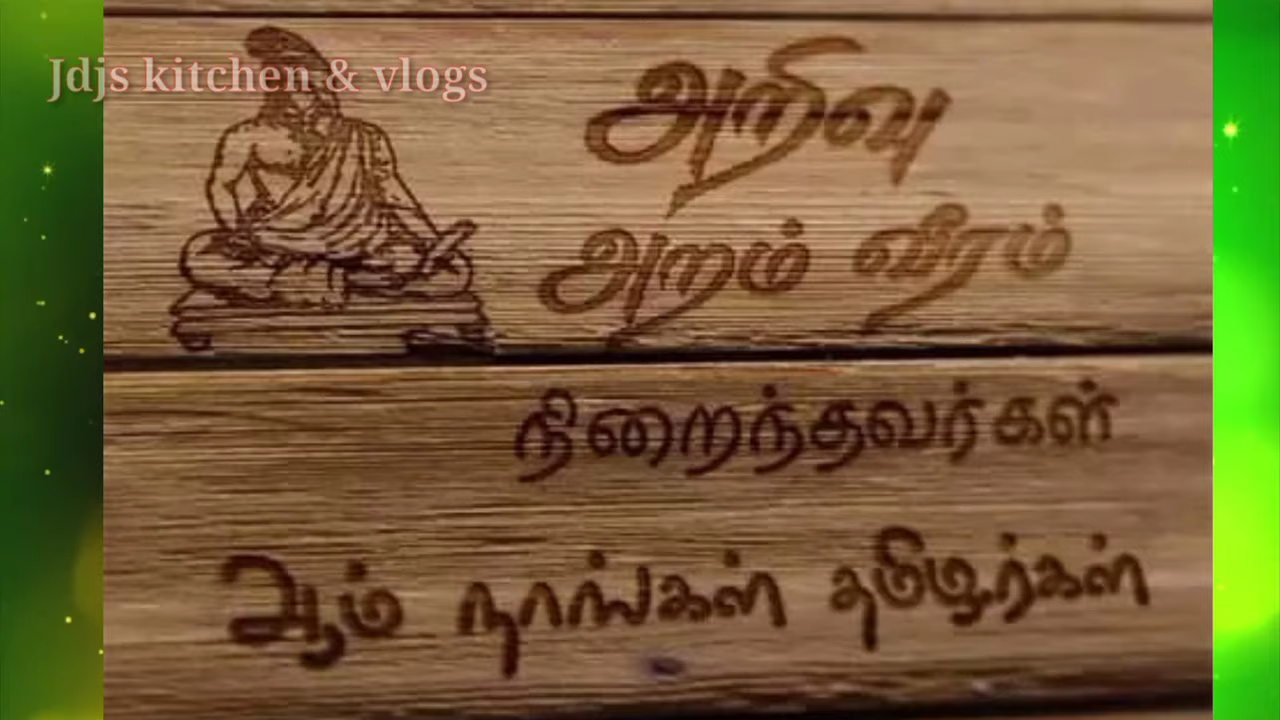 Jdjs kitchen & vlogs
அறிவு
அறம் வீரம்
நிறைந்தவர்கள்
ஆம் நாங்கள் தமிழர்கள்